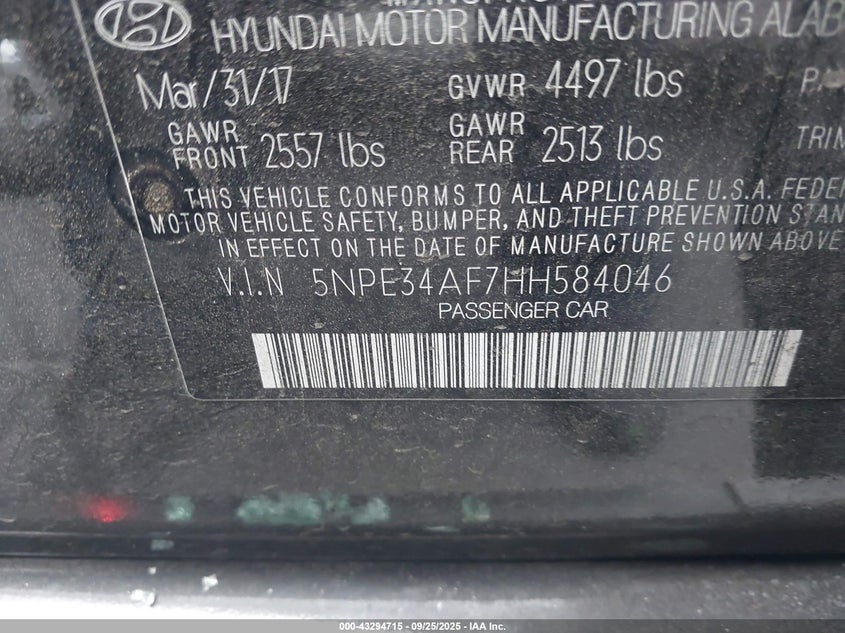 HYUNDAI MOTOR MANUFACTURING ALAB
Mar/31/17 GVWR 4497 lbs
GAWR FRONT 2557 lbs GAWR REAR 2513 lbs TRIM
THIS VEHICLE CONFORMS TO ALL APPLICABLE U.S.A. FEDER
MOTOR VEHICLE SAFETY, BUMPER, AND THEFT PREVENTION STAN
IN EFFECT ON THE DATE OF MANUFACTURE SHOWN ABOVE
V.I.N 5NPE34AF7HH584046
PASSENGER CAR
000-43294715 - 09/25/2025 - IAA Inc.